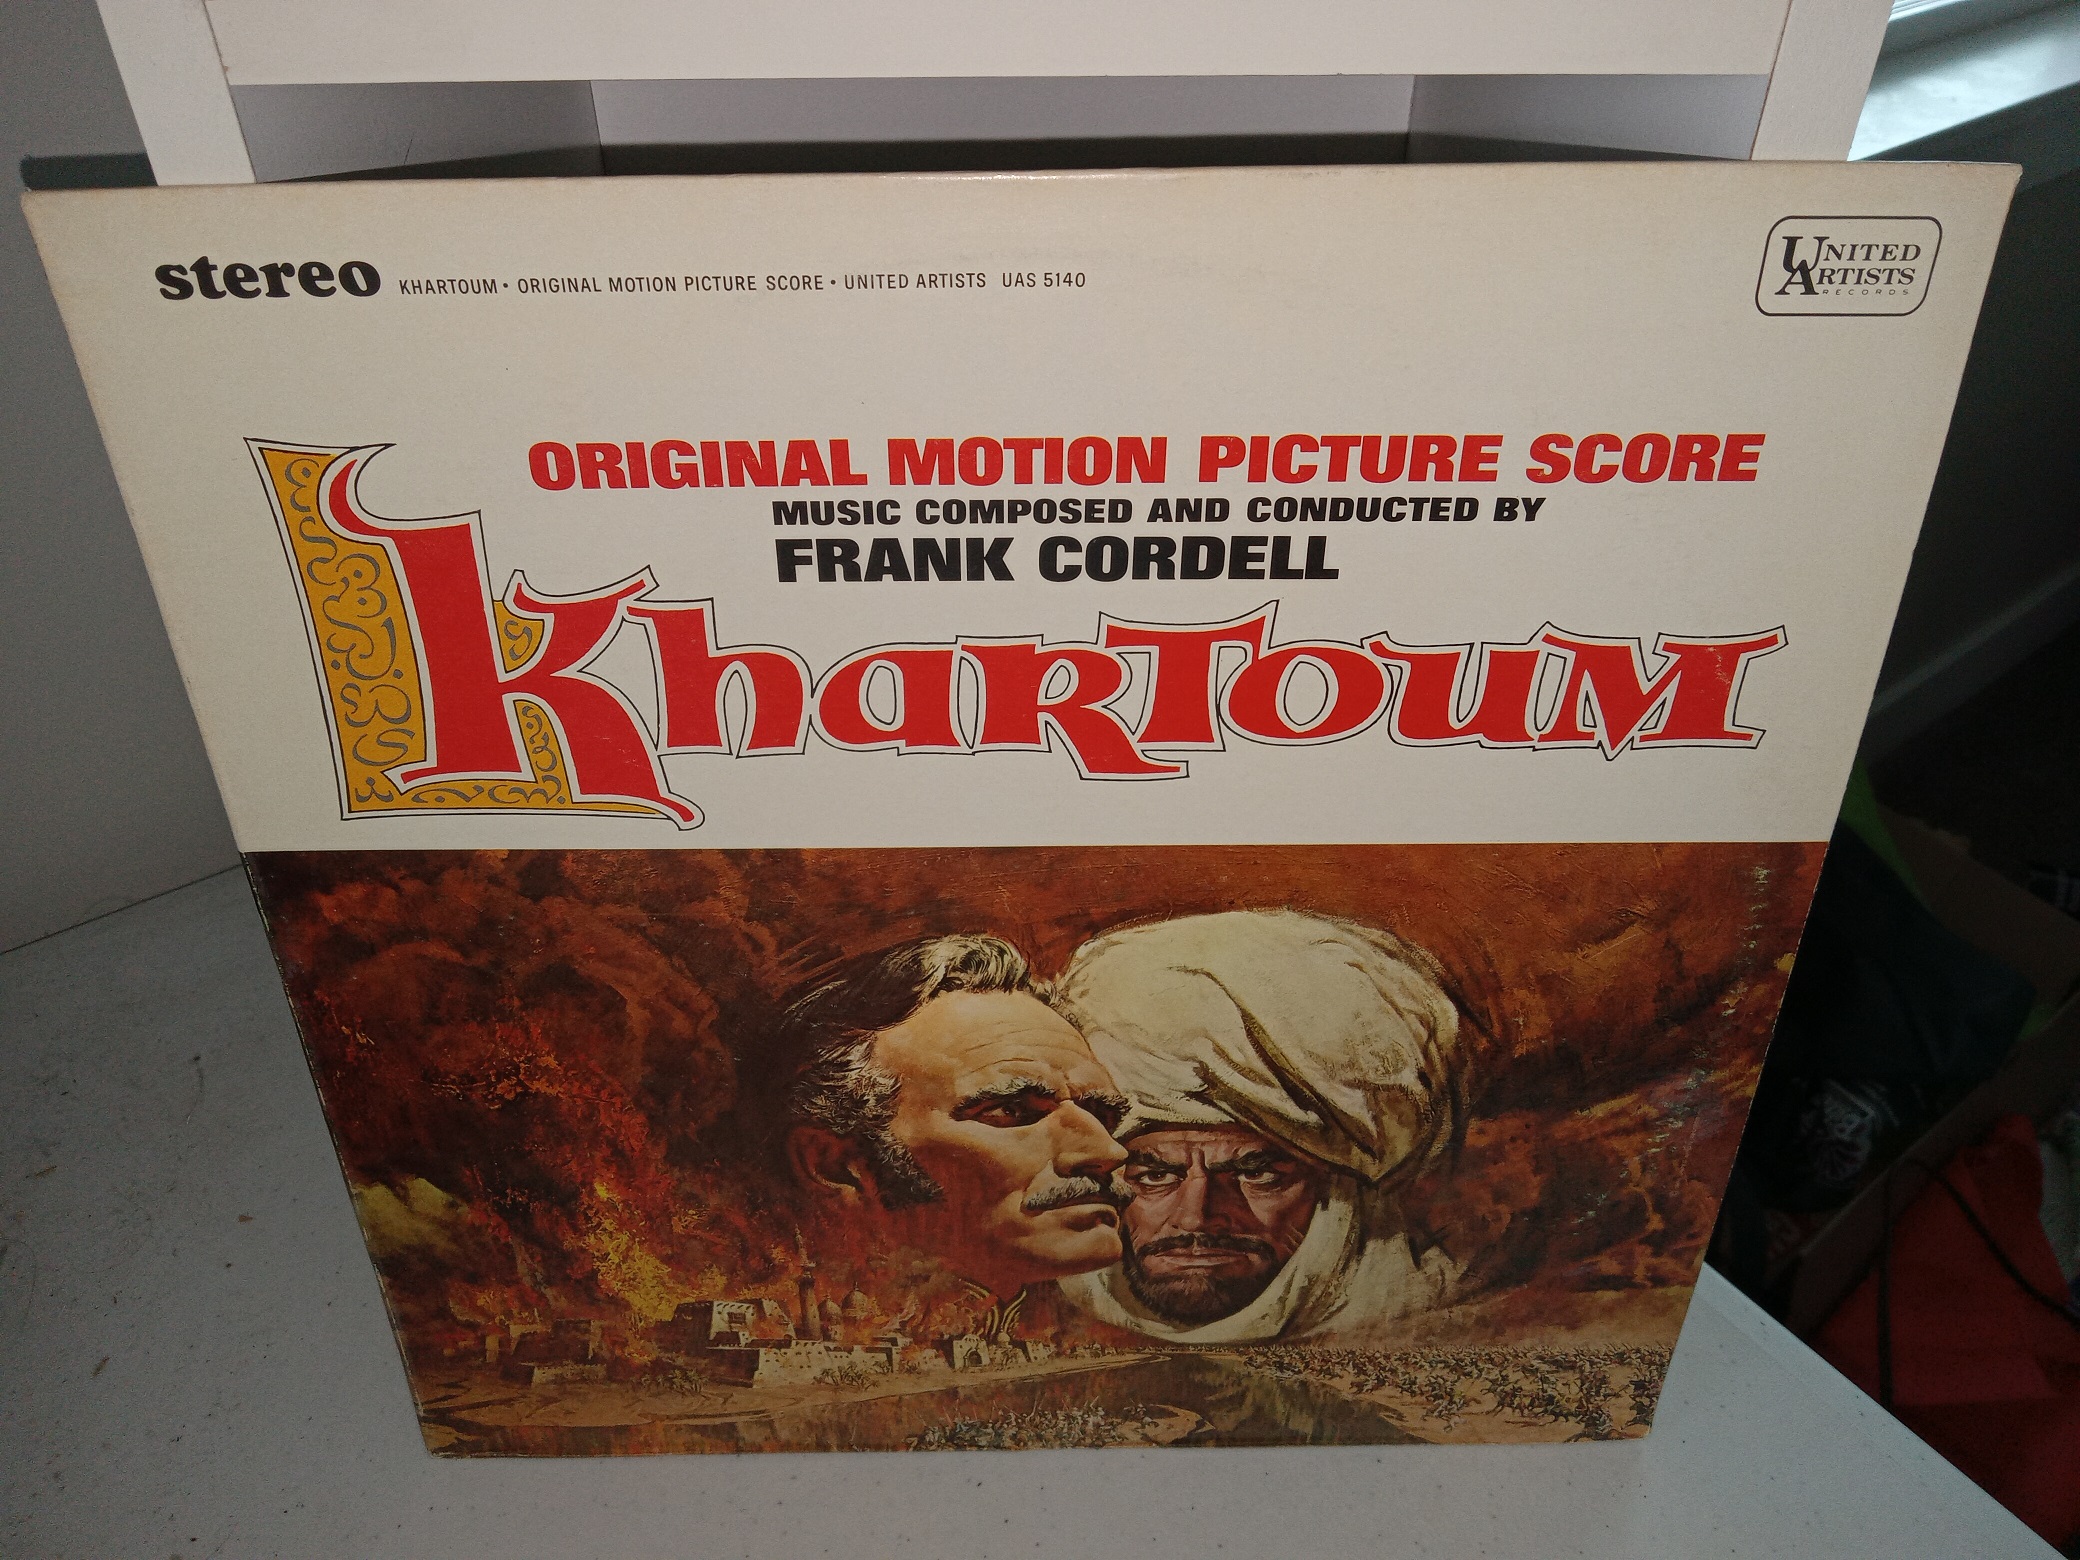 stereo KHARTOUM • ORIGINAL MOTION PICTURE SCORE • UNITED ARTISTS UAS 5140
UNITED
ARTISTS
RECORDS
ORIGINAL MOTION PICTURE SCORE
MUSIC COMPOSED AND CONDUCTED BY
FRANK CORDELL
Khartoum